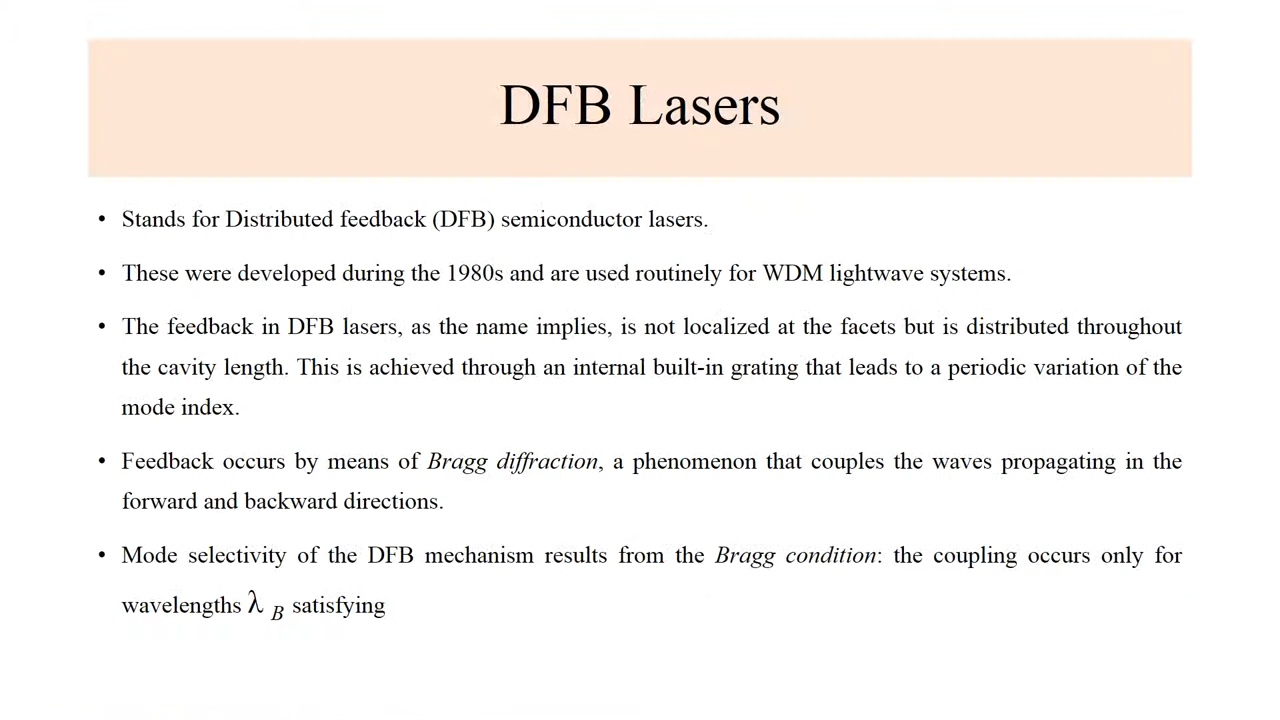 DFB Lasers
• Stands for Distributed feedback (DFB) semiconductor lasers.
• These were developed during the 1980s and are used routinely for WDM lightwave systems.
• The feedback in DFB lasers, as the name implies, is not localized at the facets but is distributed throughout
the cavity length. This is achieved through an internal built-in grating that leads to a periodic variation of the
mode index.
• Feedback occurs by means of Bragg diffraction, a phenomenon that couples the waves propagating in the
forward and backward directions.
• Mode selectivity of the DFB mechanism results from the Bragg condition: the coupling occurs only for
wavelengths λ B satisfying